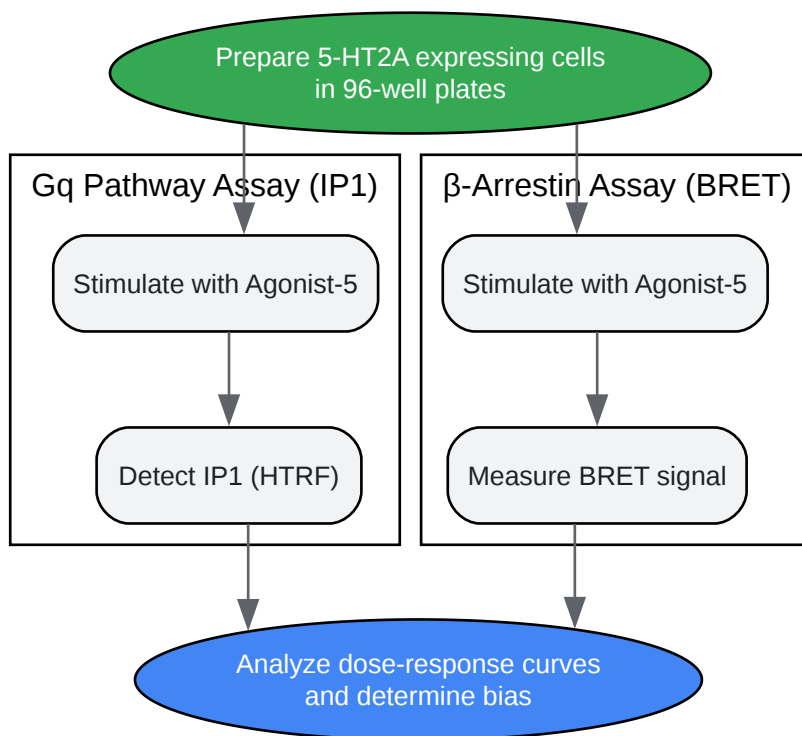 Prepare 5-HT2A expressing cells
in 96-well plates
Gq Pathway Assay (IP1)
Stimulate with Agonist-5
Detect IP1 (HTRF)
β-Arrestin Assay (BRET)
Stimulate with Agonist-5
Measure BRET signal
Analyze dose-response curves
and determine bias